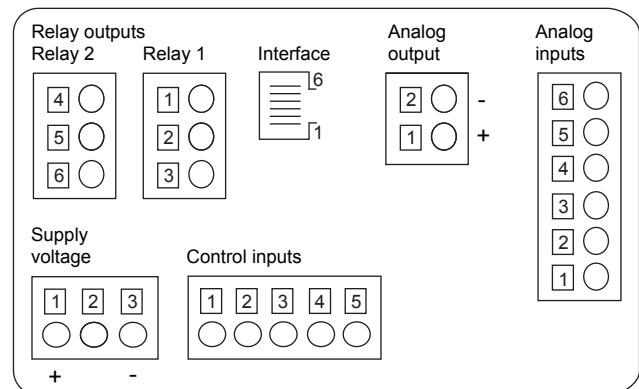 Relay outputs
Relay 2
Relay 1
Interface
Analog
output
Analog
inputs
4
5
6
1
2
3
6
1
2 -
1 +
6
5
4
3
2
1
Supply
voltage
Control inputs
1 2 3
+ -
1 2 3 4 5